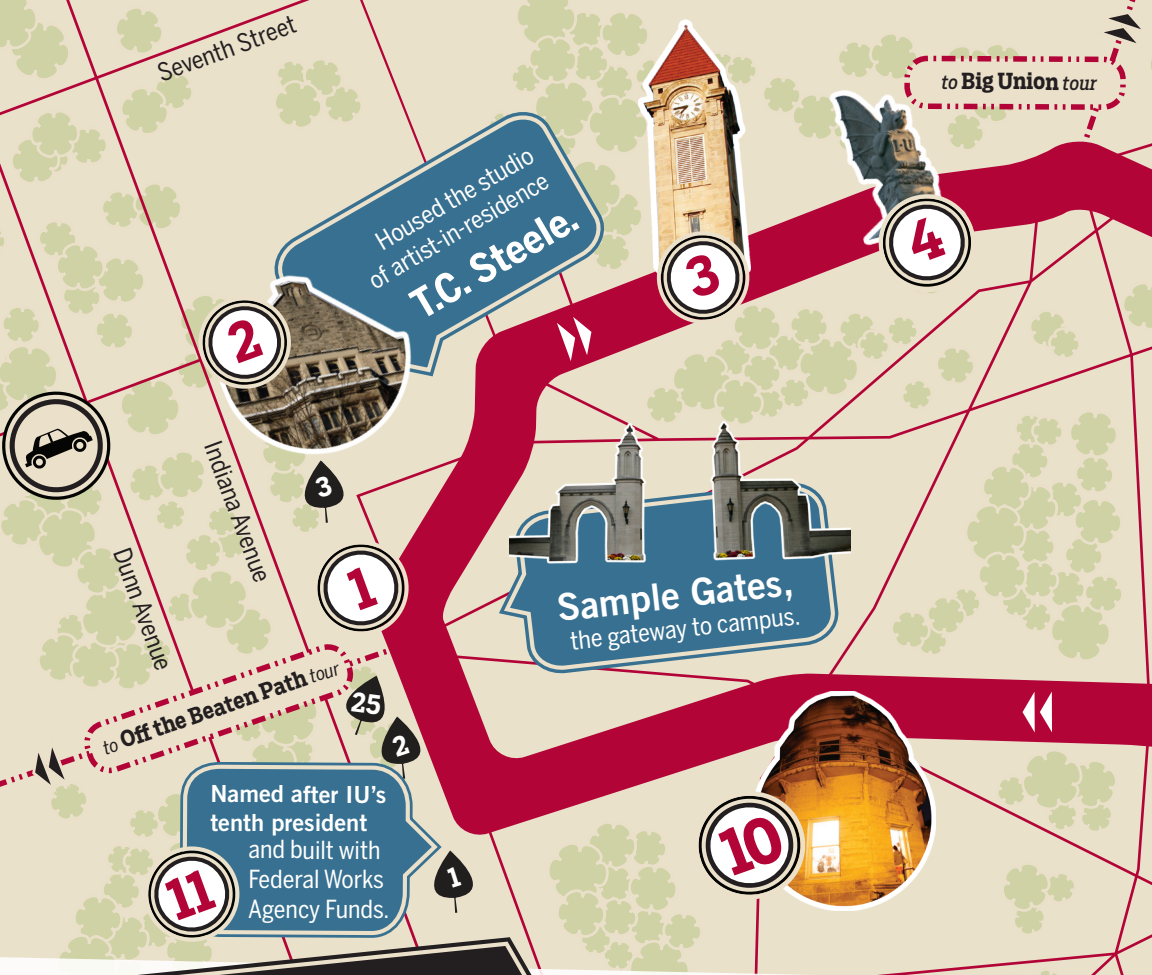 Seventh Street
to Big Union tour
I·U
Housed the studio
of artist-in-residence
T.C. Steele.
2
3
4
3
Indiana Avenue
Dunn Avenue
1
Sample Gates,
the gateway to campus.
to Off the Beaten Path tour
25
2
Named after IU's
tenth president
and built with
Federal Works
Agency Funds.
11
1
10